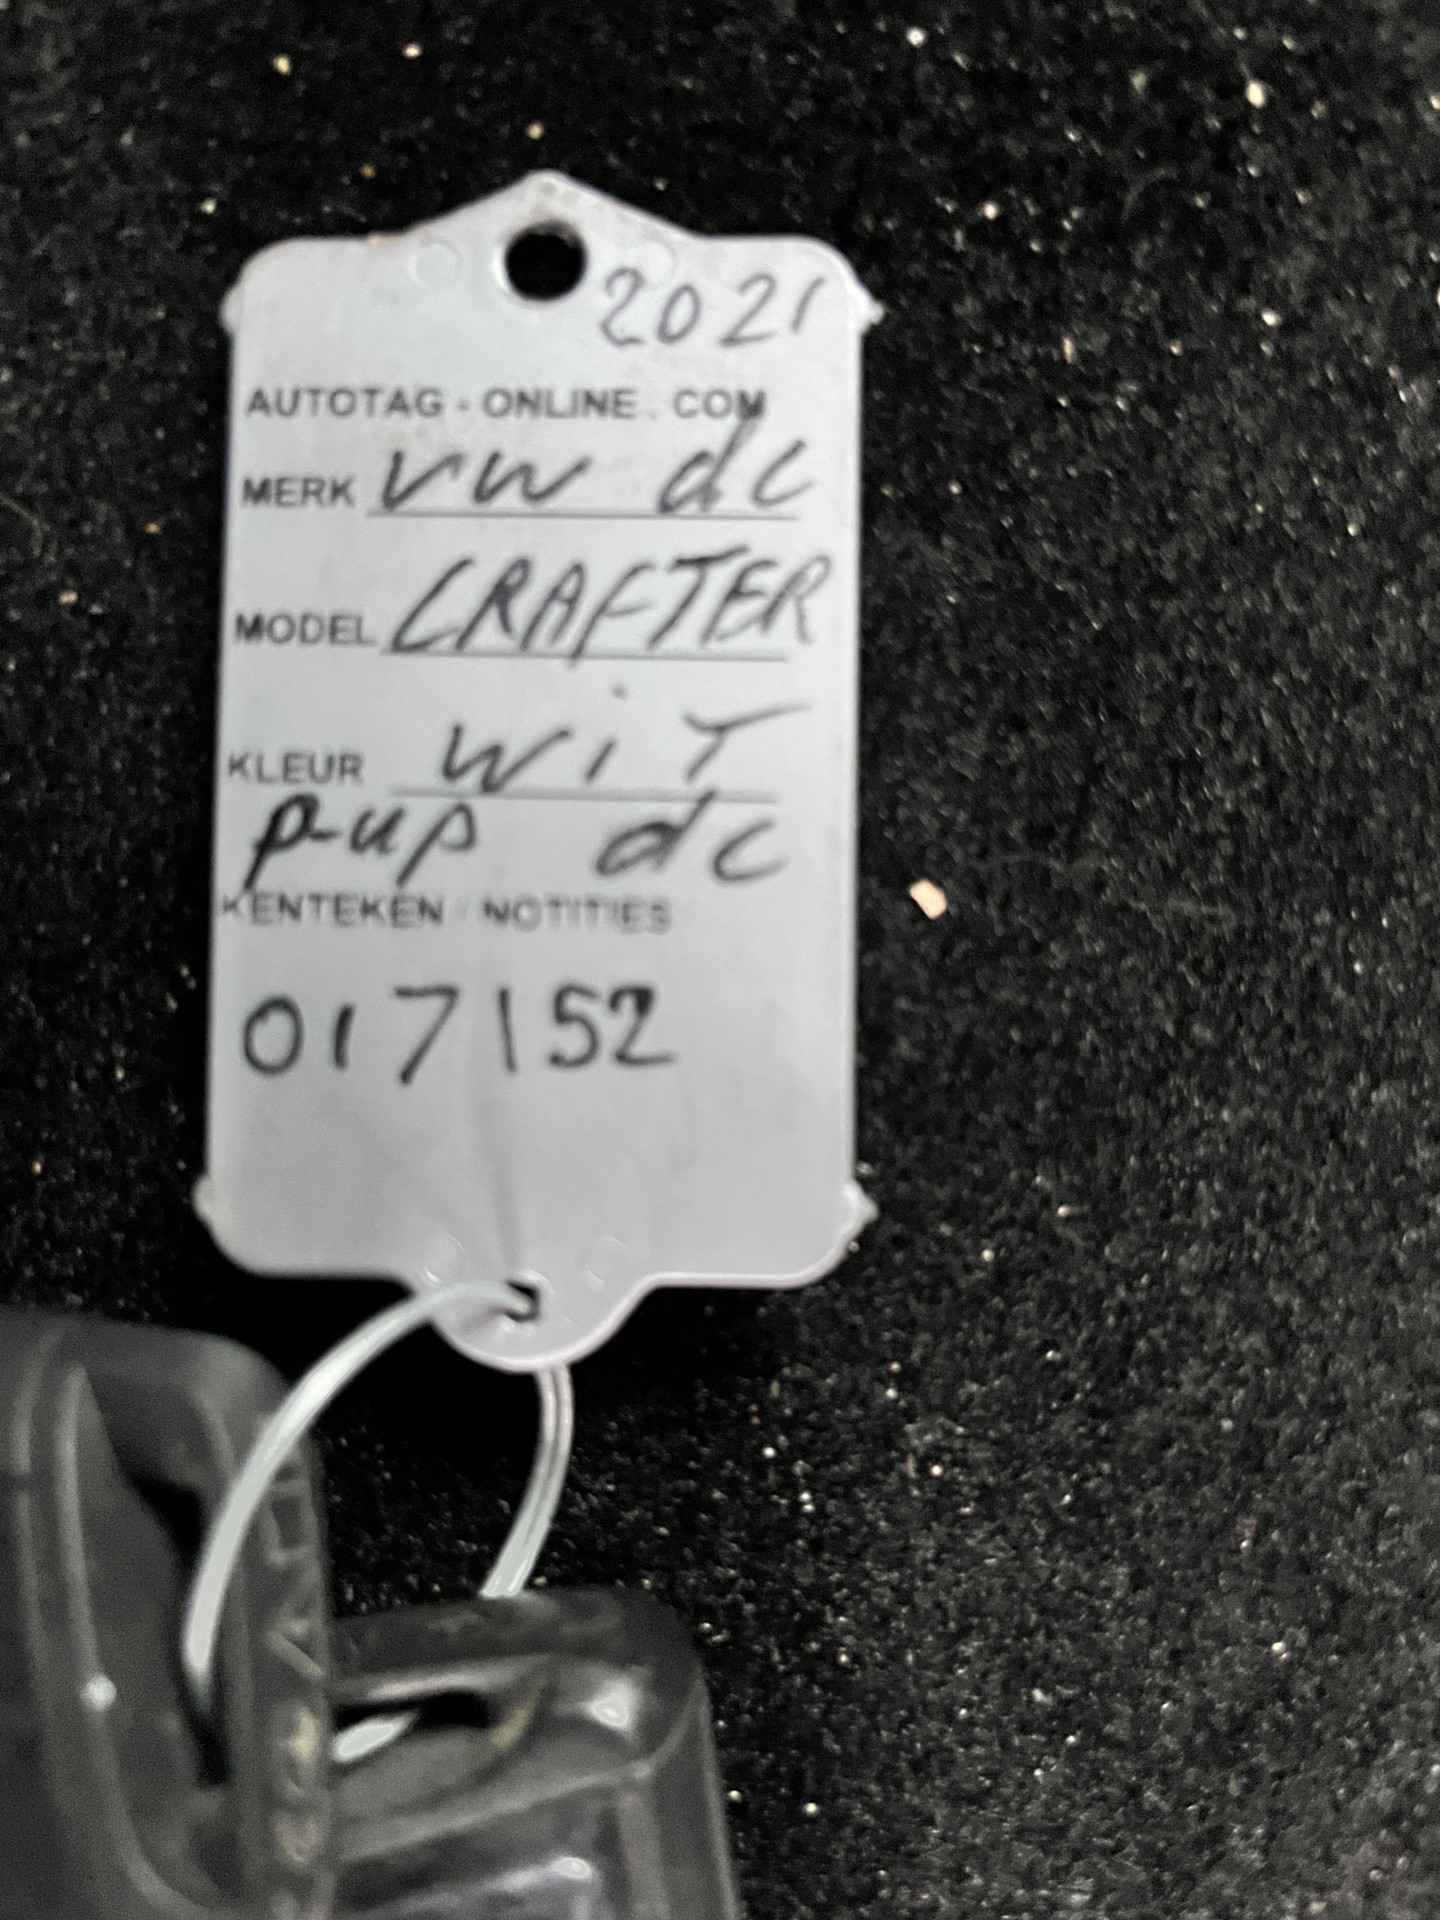 2021
AUTOTAG - ONLINE . COM
MERK vw dc
MODEL CRAFTER
KLEUR WiT
p-up dc
KENTEKEN / NOTITIES
017152